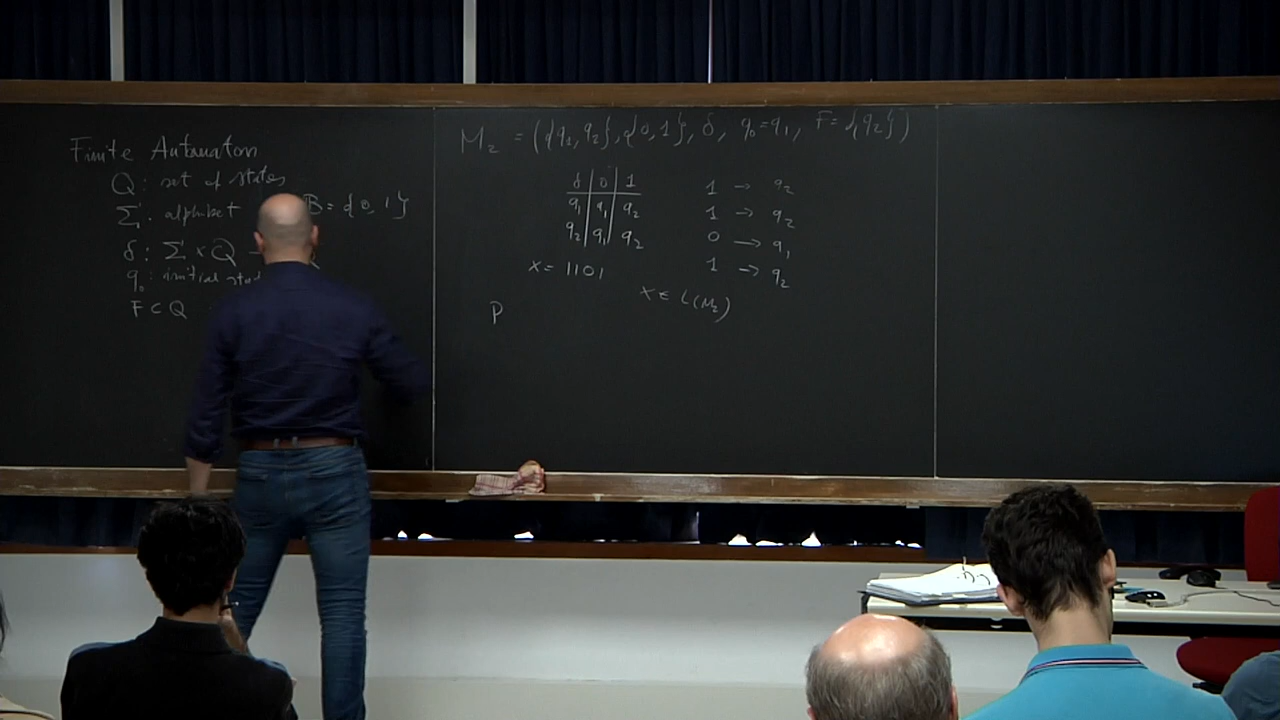 Finite Automaton
Q: set of states
Σ: alphabet B = {0, 1}
δ: Σ × Q
q₀: initial
F ⊂ Q
M₂ = ({q₁, q₂}, {0, 1}, δ, q₀=q₁, F={q₂})
δ | 0 | 1
q₁ | q₁ | q₂
q₂ | q₁ | q₂
x = 1101
1 → q₂
1 → q₂
0 → q₁
1 → q₂
x ∈ L(M₂)
P